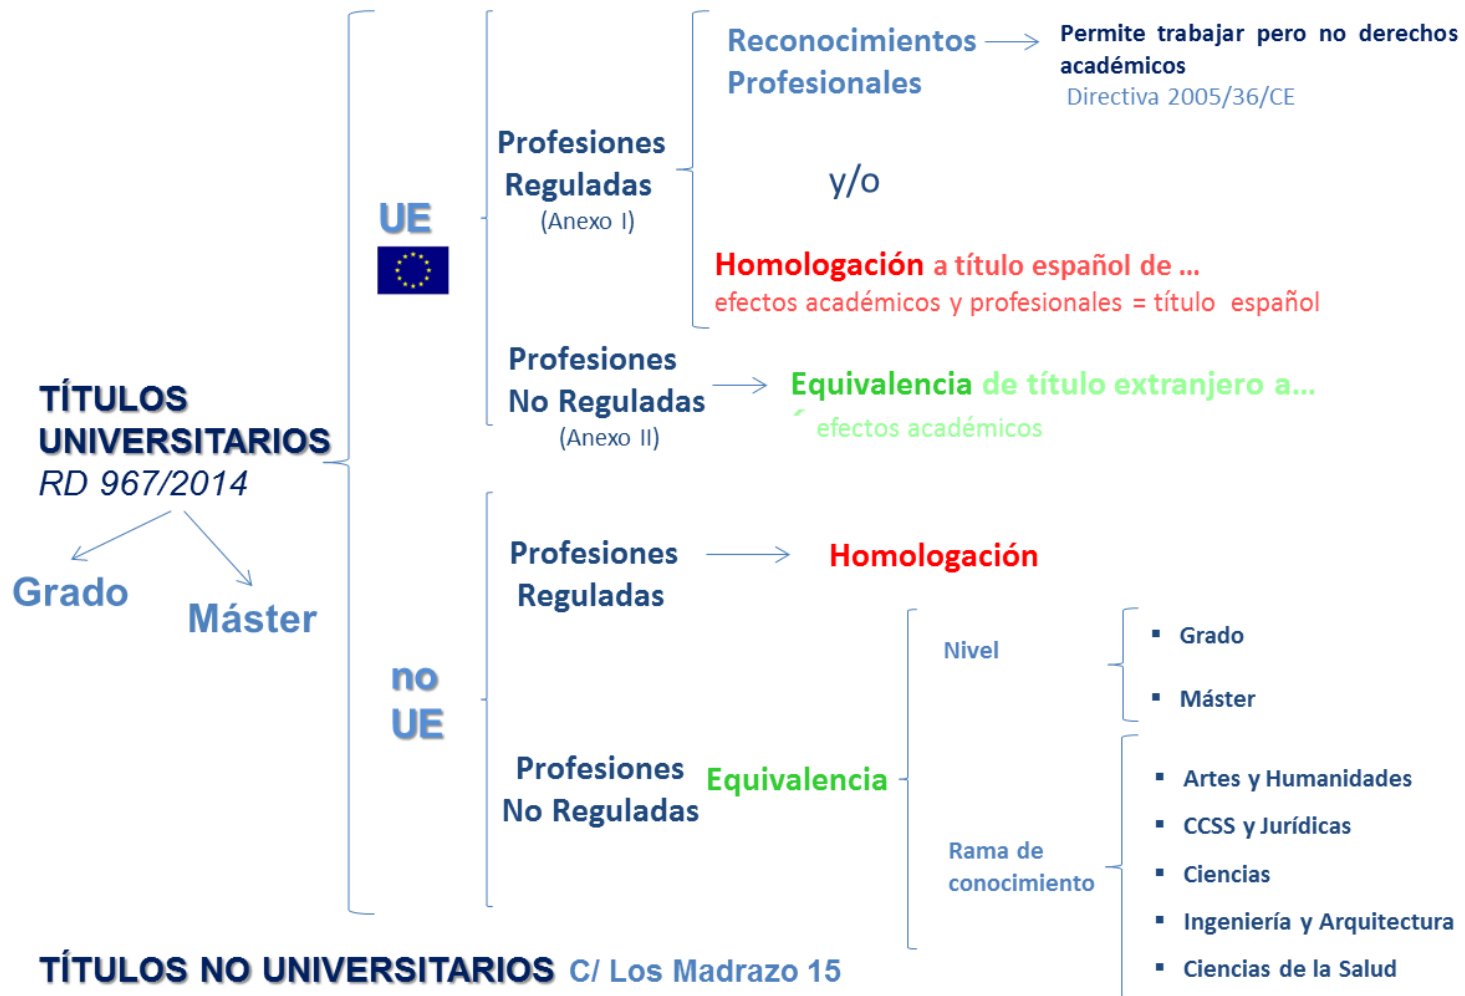 TÍTULOS
UNIVERSITARIOS
RD 967/2014
Grado
Máster
UE
Profesiones
Reguladas
(Anexo I)
Reconocimientos
Profesionales
Permite trabajar pero no derechos
académicos
Directiva 2005/36/CE
y/o
Homologación a título español de ...
efectos académicos y profesionales = título español
Profesiones
No Reguladas
(Anexo II)
Equivalencia de título extranjero a...
efectos académicos
no
UE
Profesiones
Reguladas
Homologación
Profesiones
No Reguladas
Equivalencia
Nivel
▪ Grado
▪ Máster
Rama de
conocimiento
▪ Artes y Humanidades
▪ CCSS y Jurídicas
▪ Ciencias
▪ Ingeniería y Arquitectura
▪ Ciencias de la Salud
TÍTULOS NO UNIVERSITARIOS C/ Los Madrazo 15